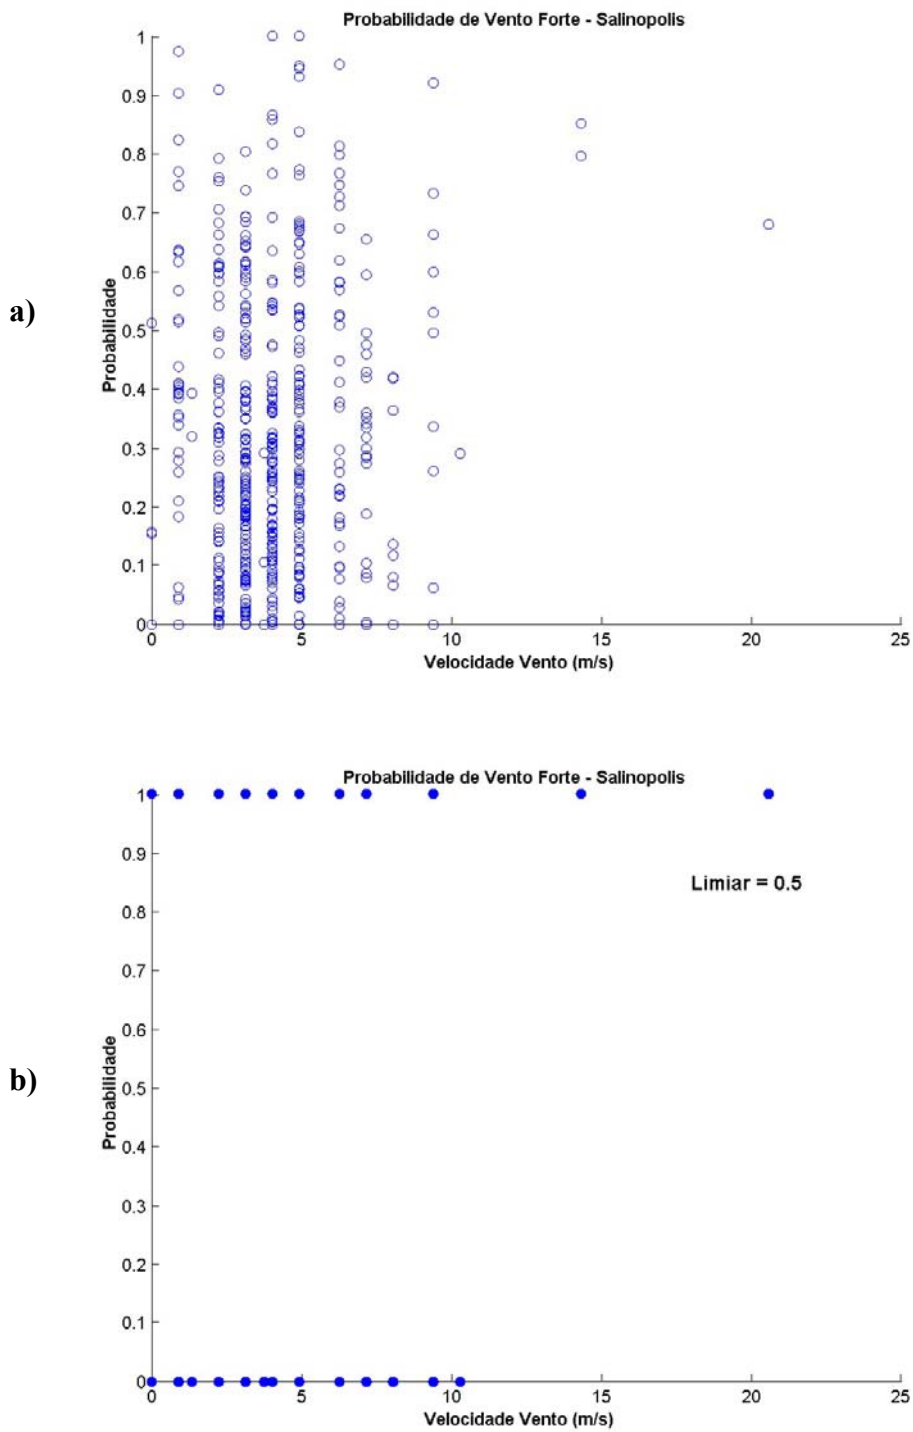 Probabilidade de Vento Forte - Salinopolis
1
0.9
0.8
0.7
0.6
0.5
0.4
0.3
0.2
0.1
0
a)
Probabilidade
0 5 10 15 20 25
Velocidade Vento (m/s)
Probabilidade de Vento Forte - Salinopolis
1
0.9
Limiar = 0.5
0.8
0.7
0.6
0.5
0.4
0.3
0.2
0.1
0
b)
Probabilidade
0 5 10 15 20 25
Velocidade Vento (m/s)